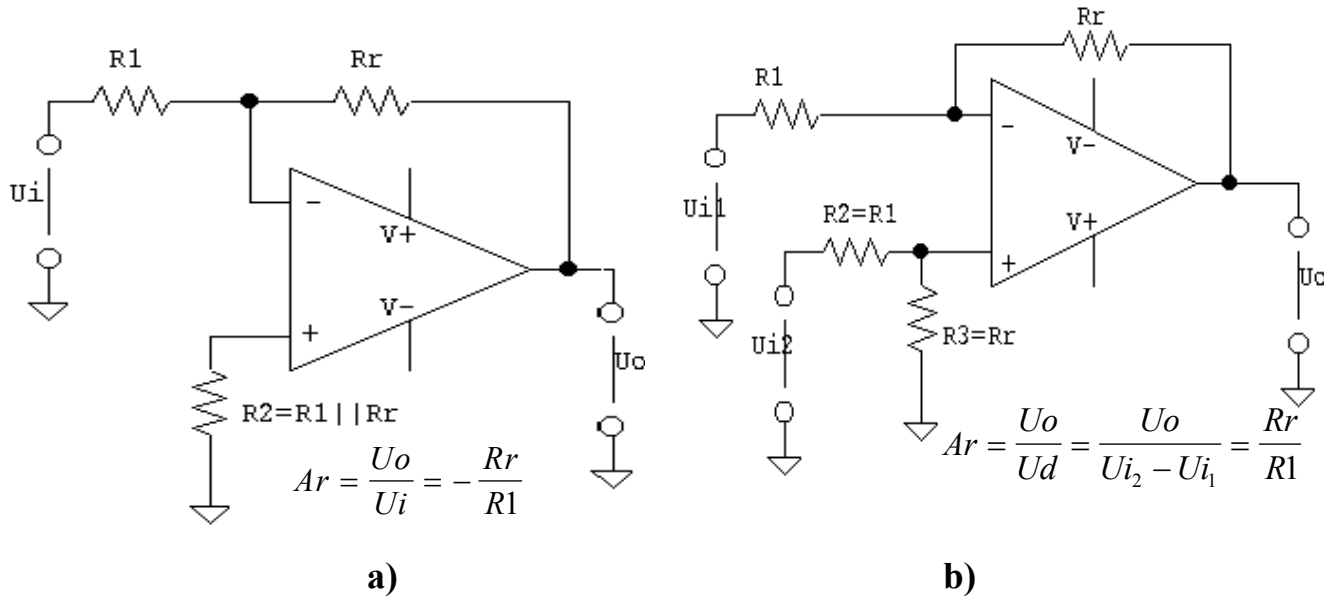 R1
Rr
Ui
-
V+
V-
+
Uo
R2=R1||Rr
Ar = Uo/Ui = - Rr/R1
a)
Rr
R1
-
V-
Ui1
R2=R1
V+
+
Uo
Ui2
R3=Rr
Ar = Uo/Ud = Uo/(Ui₂ - Ui₁) = Rr/R1
b)